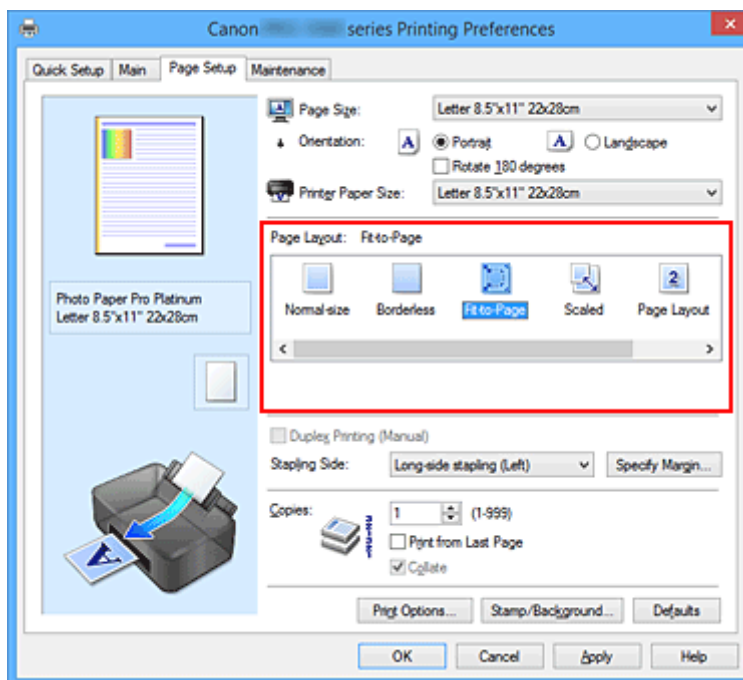 Canon series Printing Preferences
Quick Setup Main Page Setup Maintenance
Page Size: Letter 8.5"x11" 22x28cm
Orientation: A Portrait A Landscape
Rotate 180 degrees
Printer Paper Size: Letter 8.5"x11" 22x28cm
Page Layout: Fit-to-Page
Normal-size Borderless Fit-to-Page Scaled Page Layout
Photo Paper Pro Platinum
Letter 8.5"x11" 22x28cm
Duplex Printing (Manual)
Stapling Side: Long-side stapling (Left) Specify Margin...
Copies: 1 (1-999)
Print from Last Page
Collate
Print Options... Stamp/Background... Defaults
OK Cancel Apply Help